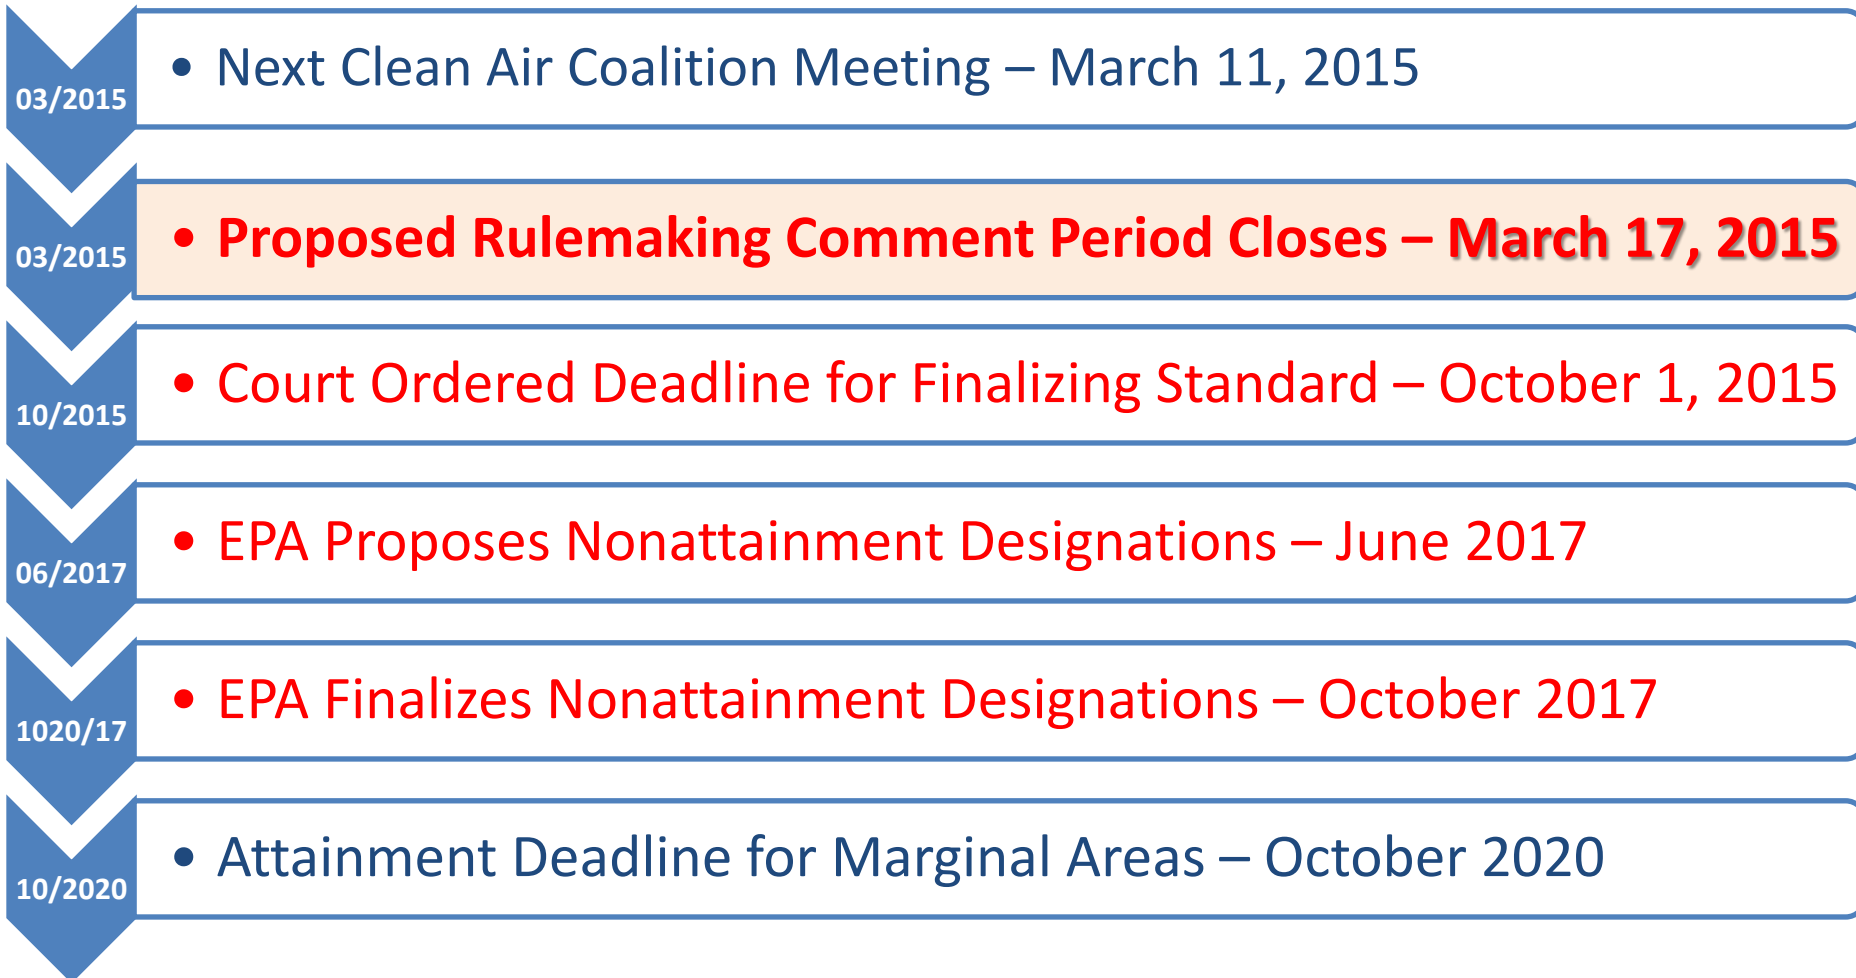 03/2015
• Next Clean Air Coalition Meeting – March 11, 2015
03/2015
• Proposed Rulemaking Comment Period Closes – March 17, 2015
10/2015
• Court Ordered Deadline for Finalizing Standard – October 1, 2015
06/2017
• EPA Proposes Nonattainment Designations – June 2017
1020/17
• EPA Finalizes Nonattainment Designations – October 2017
10/2020
• Attainment Deadline for Marginal Areas – October 2020